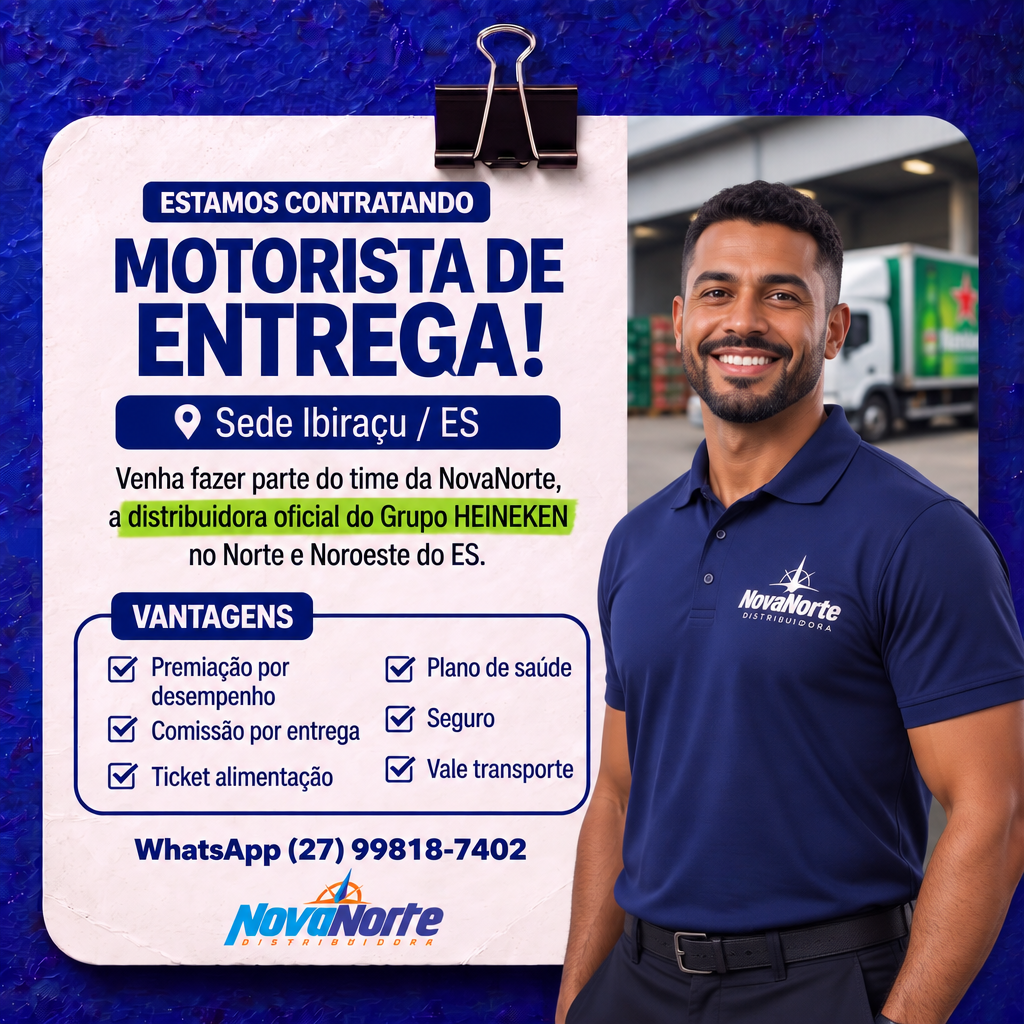 ESTAMOS CONTRATANDO
MOTORISTA DE
ENTREGA!
Sede Ibiraçu / ES
Venha fazer parte do time da NovaNorte,
a distribuidora oficial do Grupo HEINEKEN
no Norte e Noroeste do ES.
VANTAGENS
Premiação por
desempenho
Comissão por entrega
Ticket alimentação
Plano de saúde
Seguro
Vale transporte
WhatsApp (27) 99818-7402
NovaNorte
DISTRIBUIDORA
NovaNorte
DISTRIBUIDORA